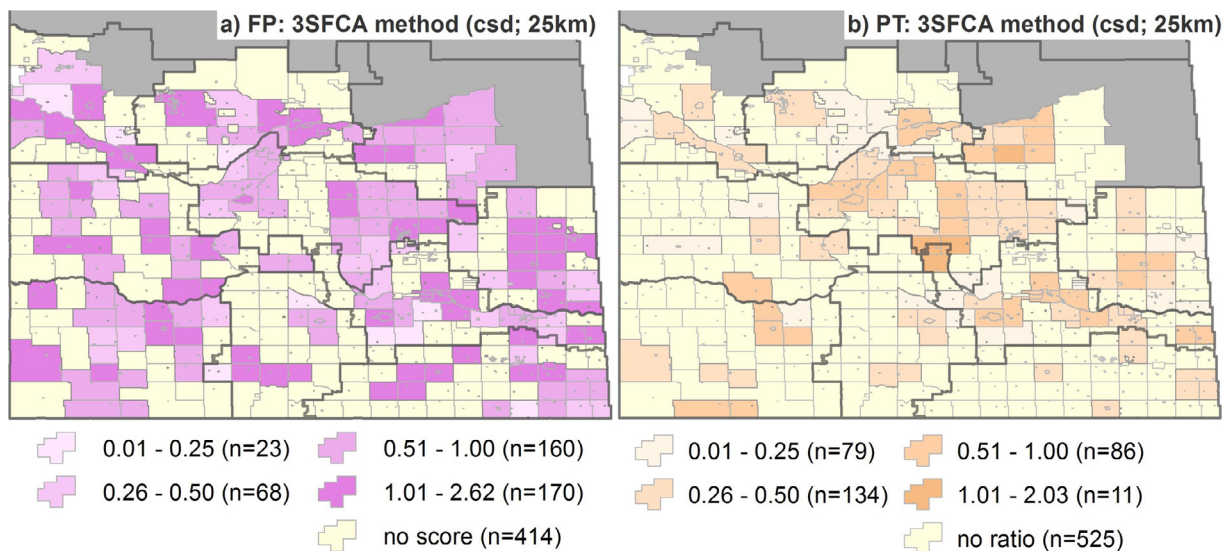 a) FP: 3SFCA method (csd; 25km)
b) PT: 3SFCA method (csd; 25km)
0.01 - 0.25 (n=23)
0.51 - 1.00 (n=160)
0.26 - 0.50 (n=68)
1.01 - 2.62 (n=170)
no score (n=414)
0.01 - 0.25 (n=79)
0.51 - 1.00 (n=86)
0.26 - 0.50 (n=134)
1.01 - 2.03 (n=11)
no ratio (n=525)